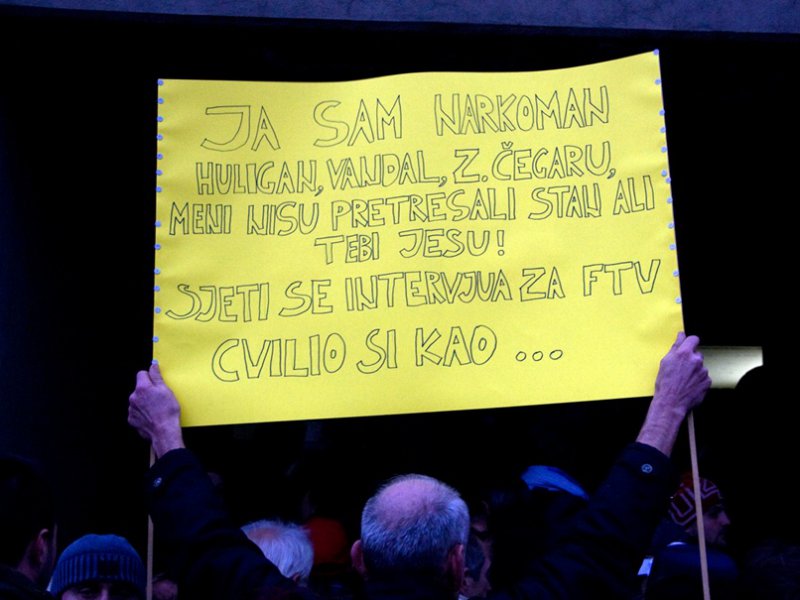 JA SAM NARKOMAN
HULIGAN, VANDAL, Z. ČEGARU,
MENI NISU PRETRESALI STAN ALI
TEBI JESU!
SJETI SE INTERVJUA ZA FTV
CVILIO SI KAO ...